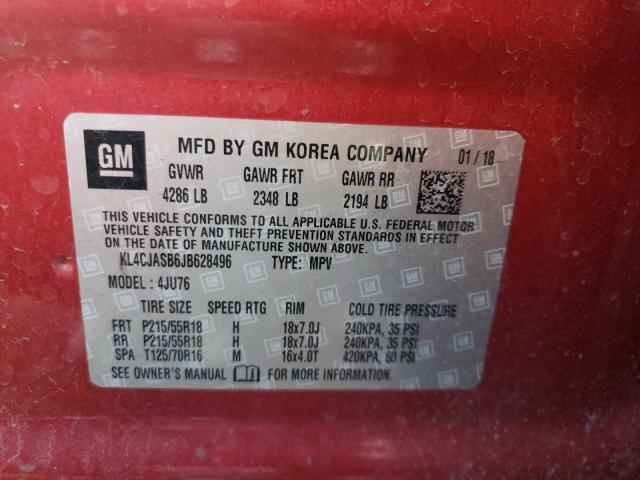 GM MFD BY GM KOREA COMPANY 01 / 18
GVWR GAWR FRT GAWR RR
4286 LB 2348 LB 2194 LB
THIS VEHICLE CONFORMS TO ALL APPLICABLE U.S. FEDERAL MOTOR
VEHICLE SAFETY AND THEFT PREVENTION STANDARDS IN EFFECT
ON THE DATE OF MANUFACTURE SHOWN ABOVE.
KL4CJASB6JB628496 TYPE: MPV
MODEL : 4JU76
TIRE SIZE SPEED RTG RIM COLD TIRE PRESSURE
FRT P215/55R18 H 18x7.0J 240KPA, 35 PSI
RR P215/55R18 H 18x7.0J 240KPA, 35 PSI
SPA T125/70R16 M 16x4.0T 420KPA, 60 PSI
SEE OWNER'S MANUAL FOR MORE INFORMATION.